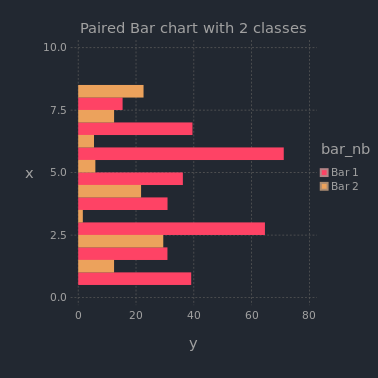 Paired Bar chart with 2 classes
10.0
7.5
5.0
2.5
0.0
x
0 20 40 60 80
y
bar_nb
Bar 1
Bar 2